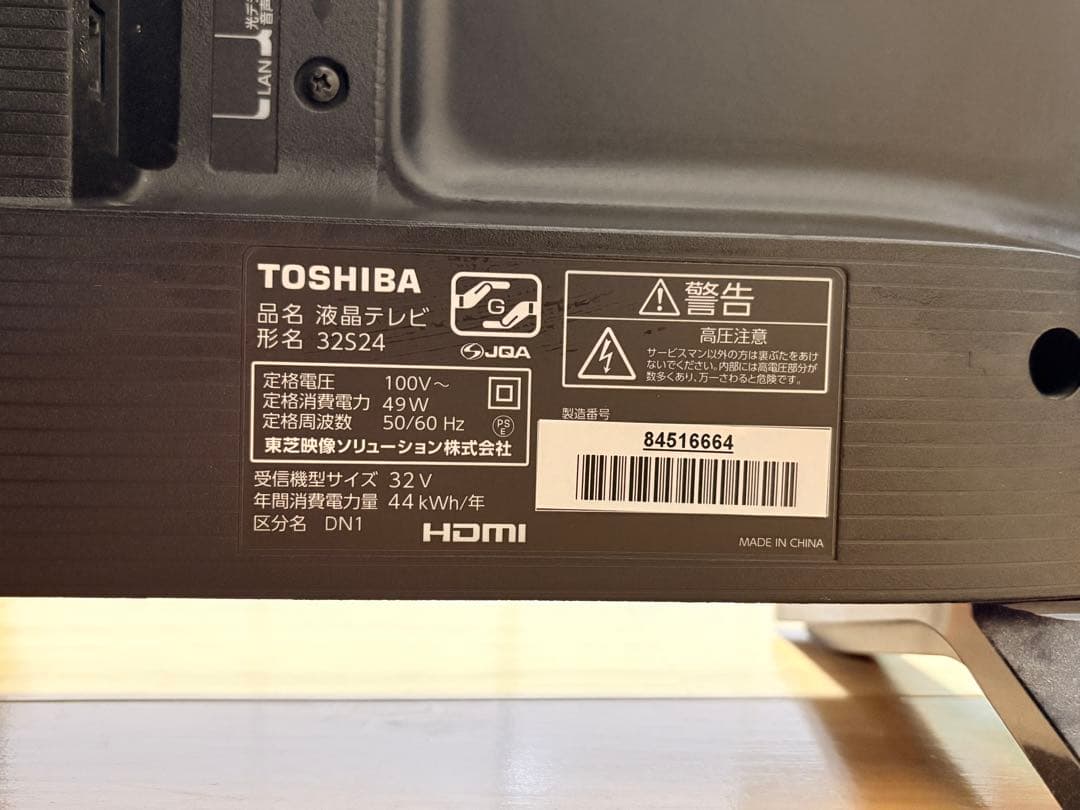 光デ
音声
LAN
TOSHIBA
品名 液晶テレビ
形名 32S24
G
JQA
定格電圧 100V～
定格消費電力 49W
定格周波数 50/60 Hz
PS
E
東芝映像ソリューション株式会社
受信機型サイズ 32V
年間消費電力量 44kWh/年
区分名 DN1
HDMI
警告
高圧注意
サービスマン以外の方は裏ぶたをあけ
ないでください。内部には高電圧部分が
数多くあり、万一さわると危険です。
製造番号
84516664
MADE IN CHINA